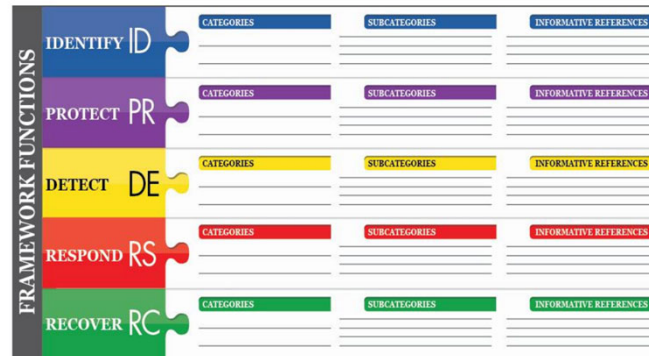 FRAMEWORK FUNCTIONS
IDENTIFY ID
CATEGORIES SUBCATEGORIES INFORMATIVE REFERENCES
PROTECT PR
CATEGORIES SUBCATEGORIES INFORMATIVE REFERENCES
DETECT DE
CATEGORIES SUBCATEGORIES INFORMATIVE REFERENCES
RESPOND RS
CATEGORIES SUBCATEGORIES INFORMATIVE REFERENCES
RECOVER RC
CATEGORIES SUBCATEGORIES INFORMATIVE REFERENCES